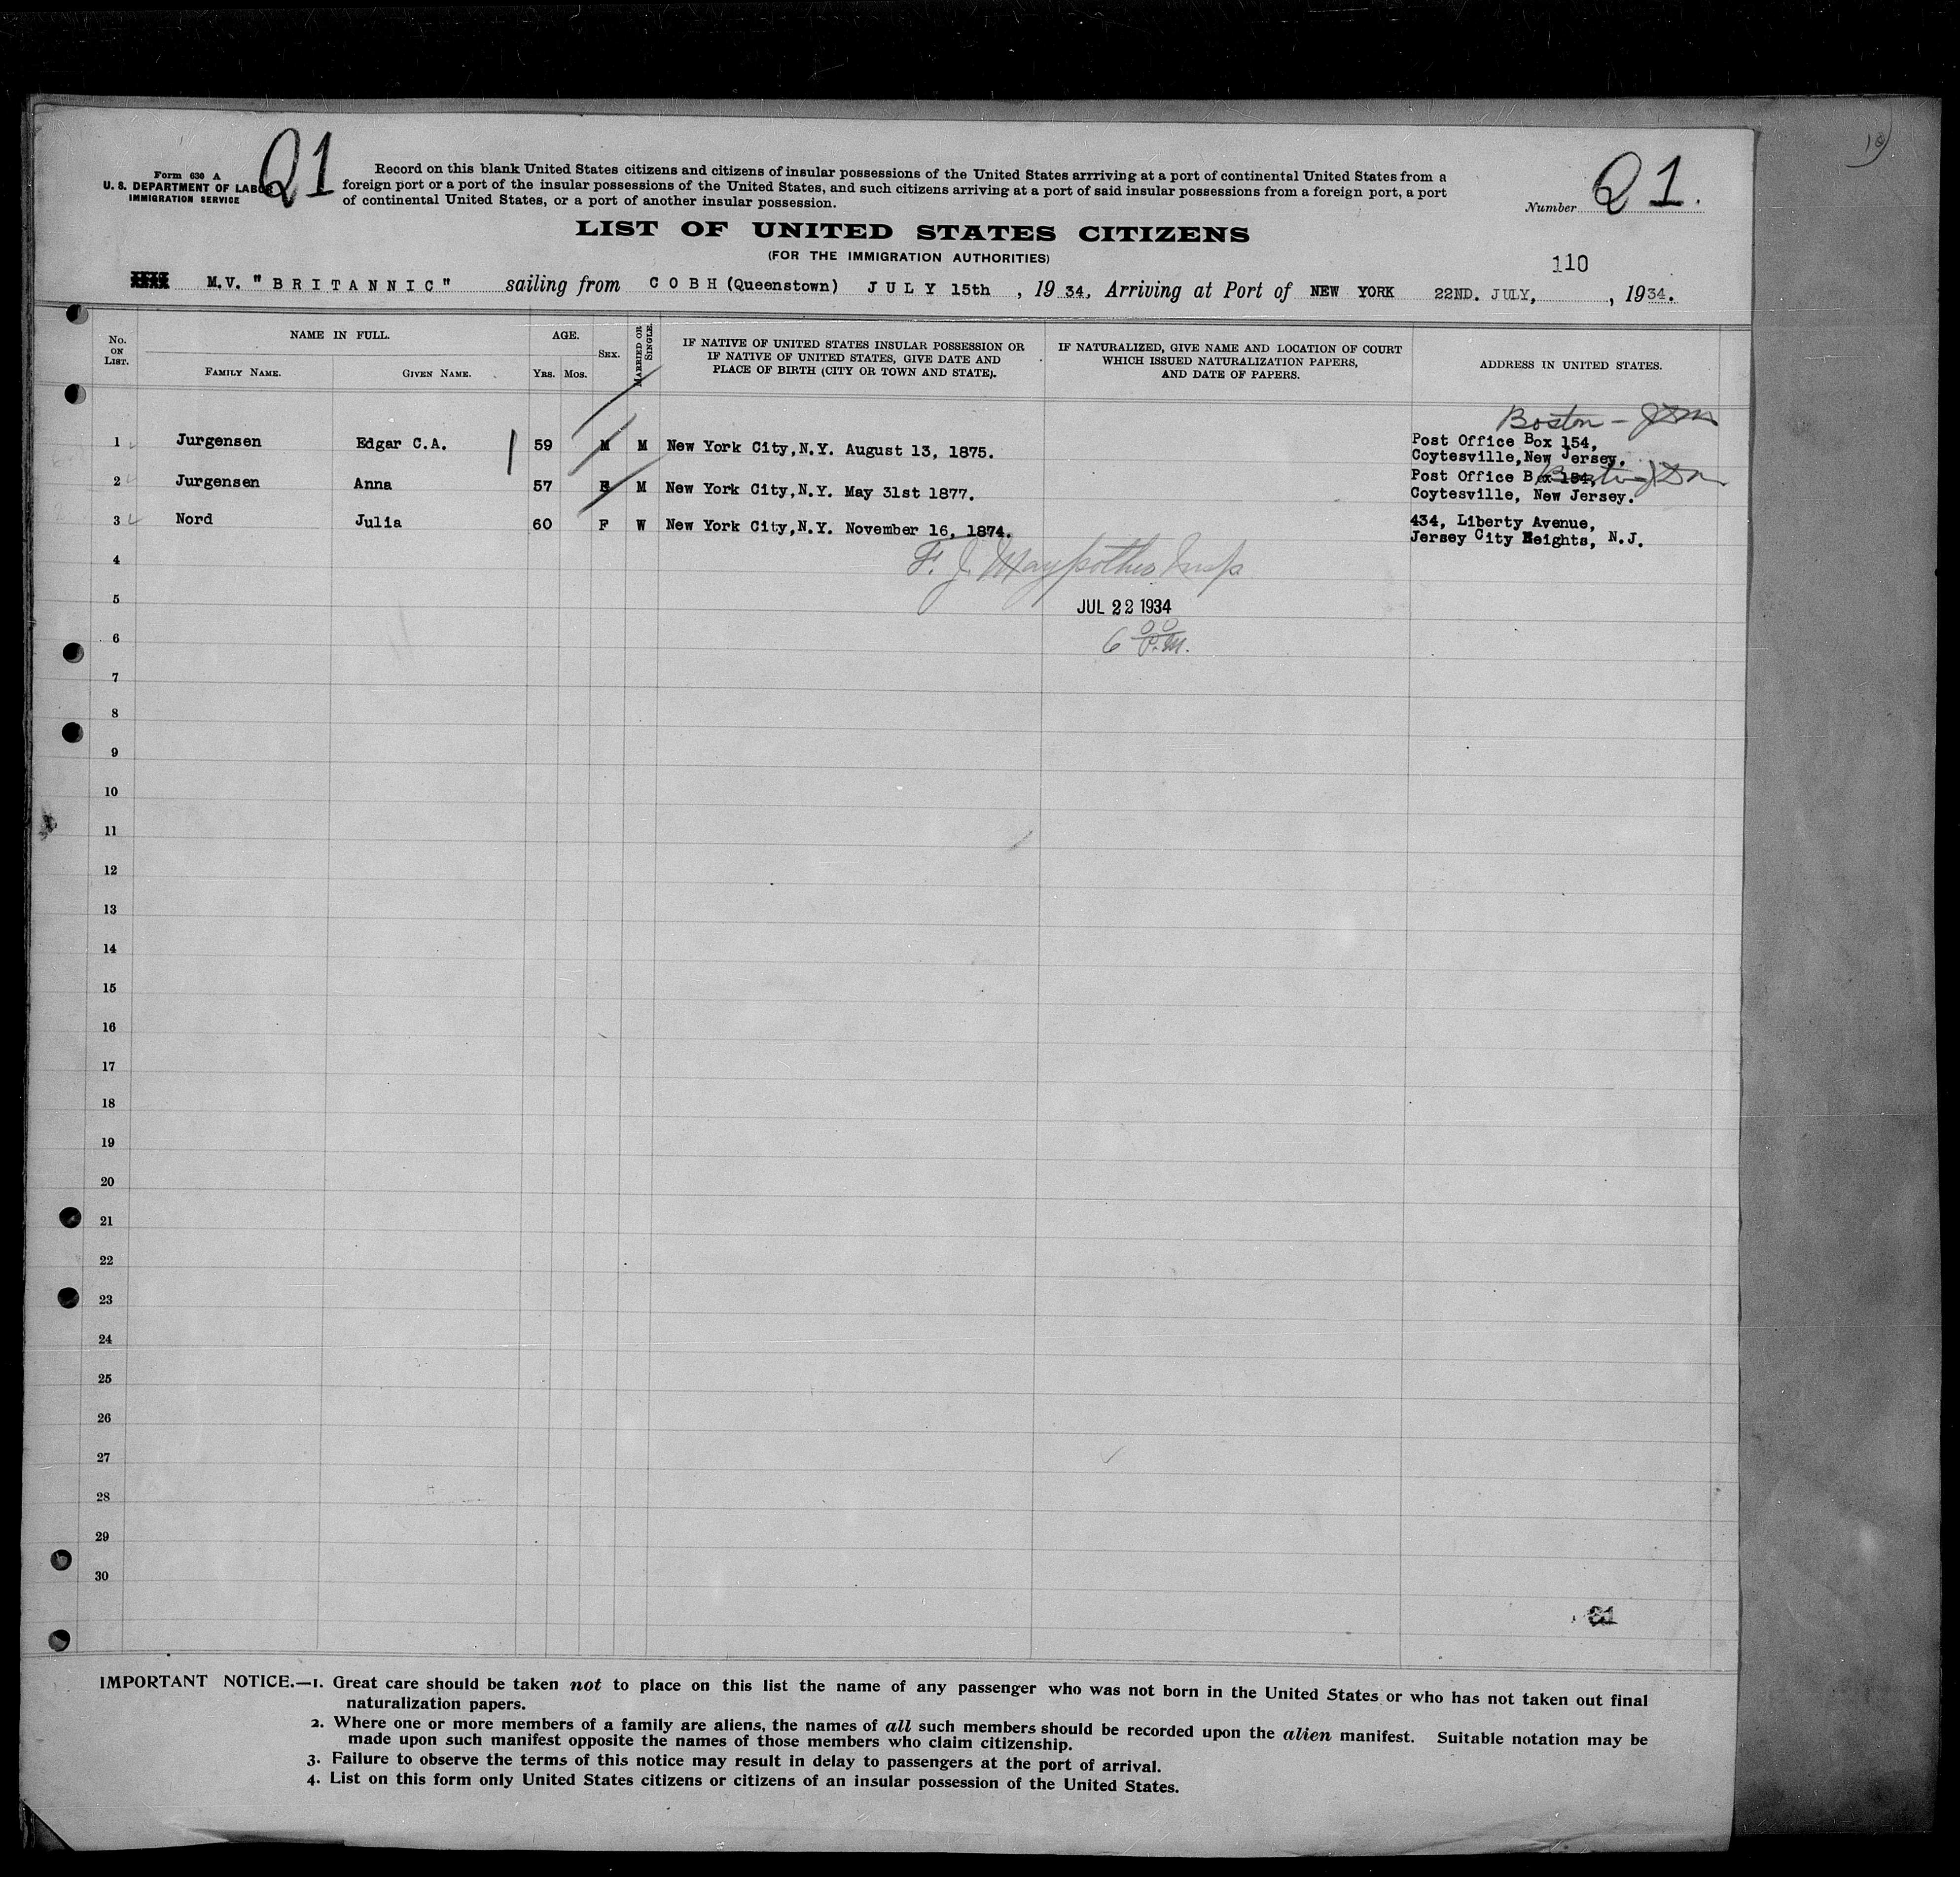 Form 630 A
U. S. DEPARTMENT OF LABOR
IMMIGRATION SERVICE
Q1
Record on this blank United States citizens and citizens of insular possessions of the United States arrriving at a port of continental United States from a
foreign port or a port of the insular possessions of the United States, and such citizens arriving at a port of said insular possessions from a foreign port, a port
of continental United States, or a port of another insular possession.
Number Q1.
LIST OF UNITED STATES CITIZENS
(FOR THE IMMIGRATION AUTHORITIES)
110
M.V. "BRITANNIC" sailing from COBH (Queenstown) JULY 15th , 19 34, Arriving at Port of NEW YORK 22ND. JULY, , 1934.
No. ON LIST.
NAME IN FULL.
FAMILY NAME.
GIVEN NAME.
AGE.
YRS. MOS.
SEX.
MARRIED OR SINGLE.
IF NATIVE OF UNITED STATES INSULAR POSSESSION OR
IF NATIVE OF UNITED STATES, GIVE DATE AND
PLACE OF BIRTH (CITY OR TOWN AND STATE).
IF NATURALIZED, GIVE NAME AND LOCATION OF COURT
WHICH ISSUED NATURALIZATION PAPERS,
AND DATE OF PAPERS.
ADDRESS IN UNITED STATES.
Boston - JSM
1 Jurgensen Edgar C.A. 59 M M New York City,N.Y. August 13, 1875. Post Office Box 154,
Coytesville,New Jersey.
2 Jurgensen Anna 57 F M New York City,N.Y. May 31st 1877. Post Office Box 154,
Boston JSM
Coytesville, New Jersey.
3 Nord Julia 60 F W New York City,N.Y. November 16, 1874. 434, Liberty Avenue,
Jersey City Heights, N.J.
4 F. J.
5 JUL 22 1934
6 6 00 P.M.
7
8
9
10
11
12
13
14
15
16
17
18
19
20
21
22
23
24
25
26
27
28
29
30
IMPORTANT NOTICE.—1. Great care should be taken not to place on this list the name of any passenger who was not born in the United States or who has not taken out final
naturalization papers.
2. Where one or more members of a family are aliens, the names of all such members should be recorded upon the alien manifest. Suitable notation may be
made upon such manifest opposite the names of those members who claim citizenship.
3. Failure to observe the terms of this notice may result in delay to passengers at the port of arrival.
4. List on this form only United States citizens or citizens of an insular possession of the United States.